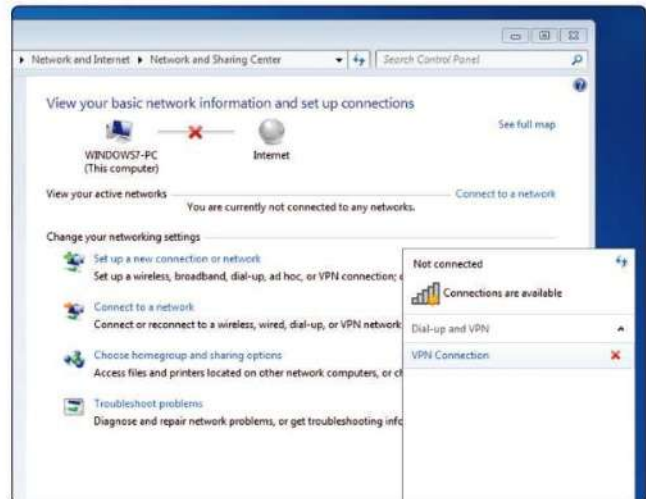 Network and Internet ▸ Network and Sharing Center
Search Control Panel
View your basic network information and set up connections
See full map
WINDOWS7-PC
(This computer)
Internet
View your active networks
Connect to a network
You are currently not connected to any networks.
Change your networking settings
Set up a new connection or network
Set up a wireless, broadband, dial-up, ad hoc, or VPN connection;
Connect to a network
Connect or reconnect to a wireless, wired, dial-up, or VPN network
Choose homegroup and sharing options
Access files and printers located on other network computers, or
Troubleshoot problems
Diagnose and repair network problems, or get troubleshooting
Not connected
Connections are available
Dial-up and VPN
VPN Connection